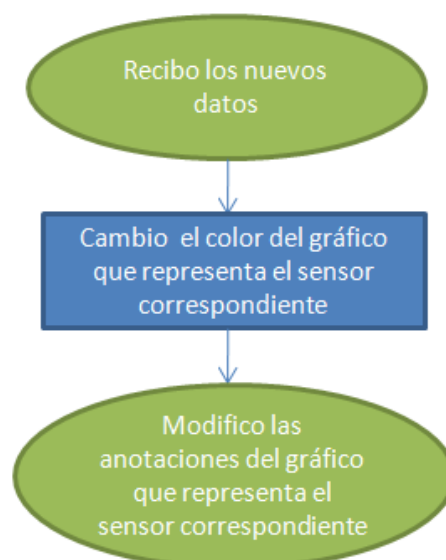 Recibo los nuevos
datos
Cambio el color del gráfico
que representa el sensor
correspondiente
Modifico las
anotaciones del gráfico
que representa el
sensor correspondiente